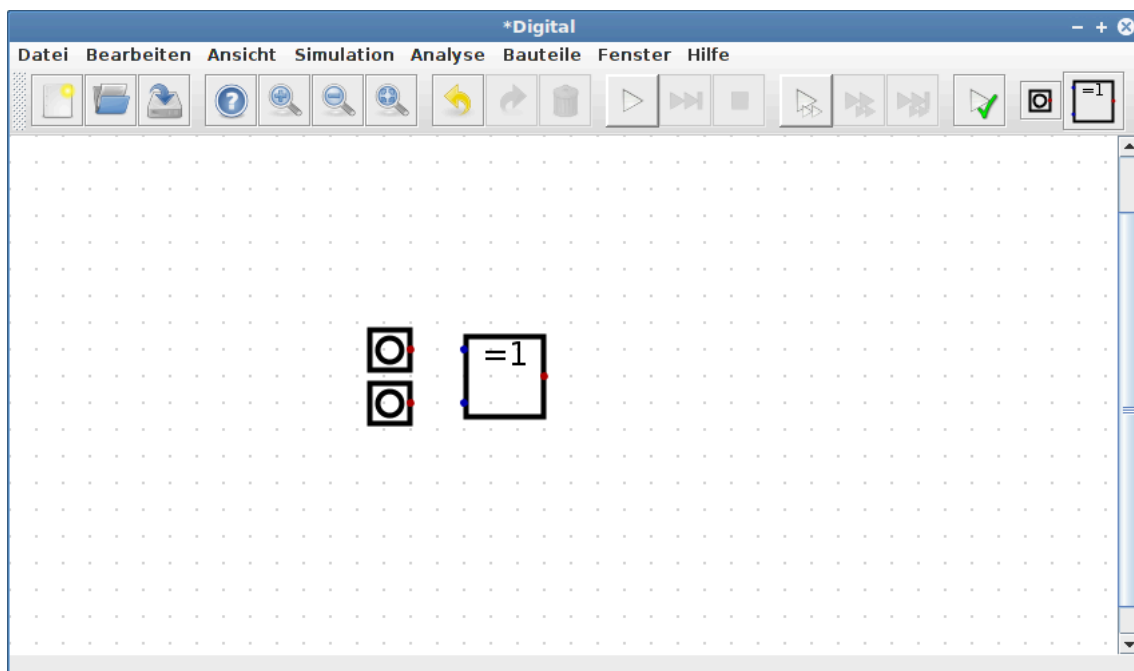 *Digital
Datei Bearbeiten Ansicht Simulation Analyse Bauteile Fenster Hilfe
=1
=1